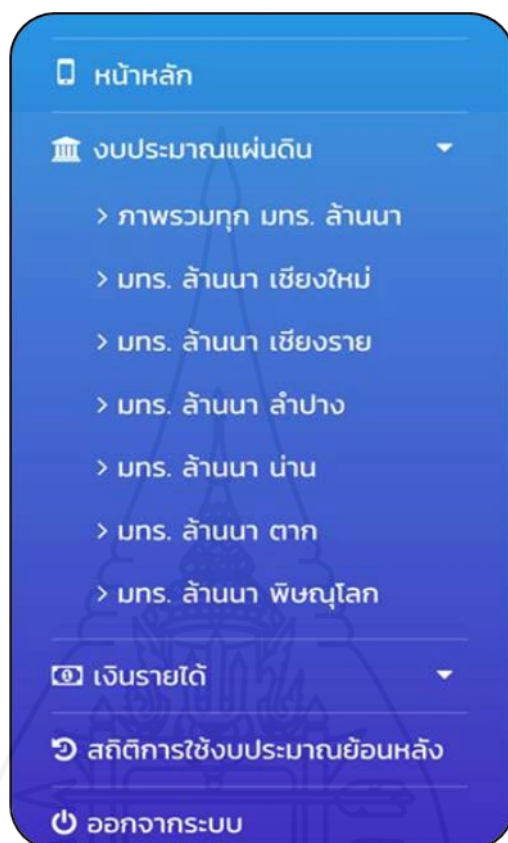 หน้าหลัก
งบประมาณแผ่นดิน
> ภาพรวมทุก มทร. ล้านนา
> มทร. ล้านนา เชียงใหม่
> มทร. ล้านนา เชียงราย
> มทร. ล้านนา ลำปาง
> มทร. ล้านนา น่าน
> มทร. ล้านนา ตาก
> มทร. ล้านนา พิษณุโลก
เงินรายได้
สถิติการใช้งบประมาณย้อนหลัง
ออกจากระบบ